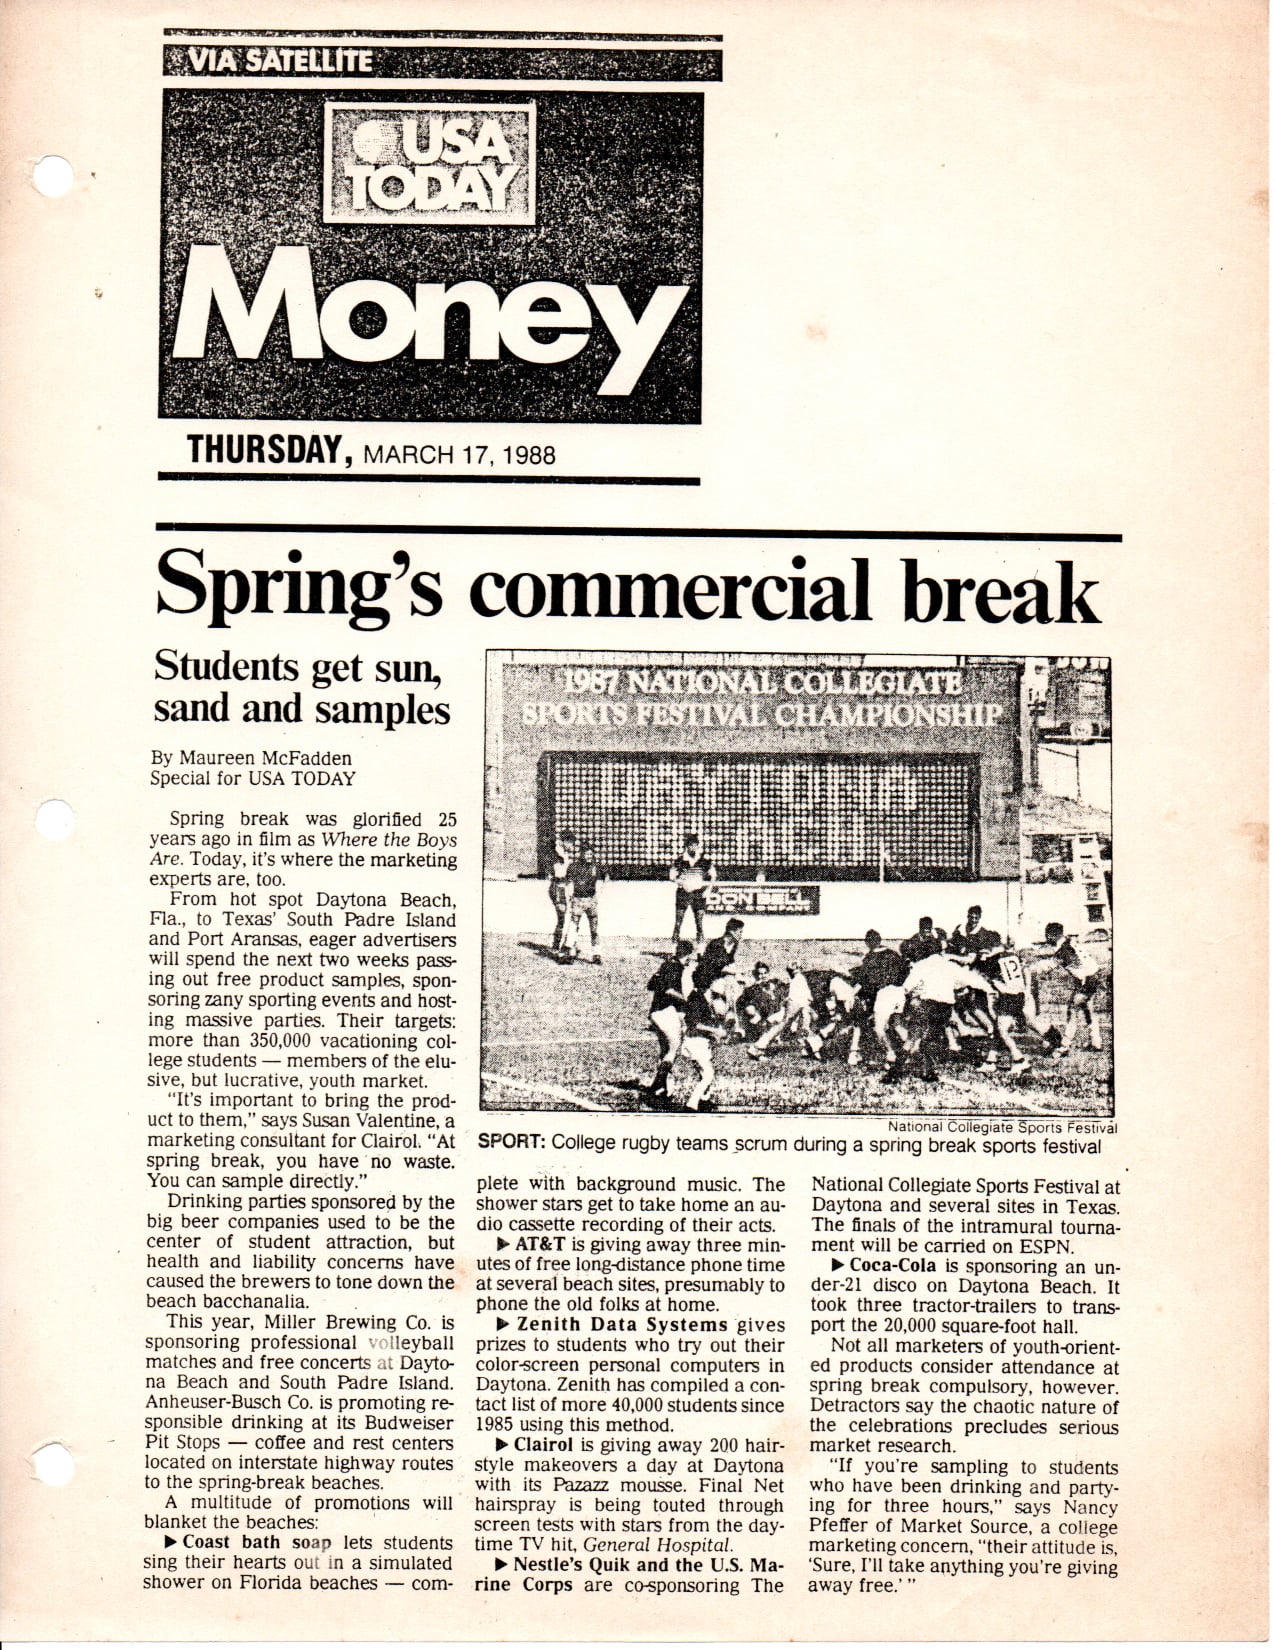 VIA SATELLITE
USA
TODAY
Money
THURSDAY, MARCH 17, 1988
Spring's commercial break
Students get sun,
sand and samples
By Maureen McFadden
Special for USA TODAY
Spring break was glorified 25
years ago in film as Where the Boys
Are. Today, it's where the marketing
experts are, too.
From hot spot Daytona Beach,
Fla., to Texas' South Padre Island
and Port Aransas, eager advertisers
will spend the next two weeks pass-
ing out free product samples, spon-
soring zany sporting events and host-
ing massive parties. Their targets:
more than 350,000 vacationing col-
lege students — members of the elu-
sive, but lucrative, youth market.
"It's important to bring the prod-
uct to them," says Susan Valentine, a
marketing consultant for Clairol. "At
spring break, you have no waste.
You can sample directly."
Drinking parties sponsored by the
big beer companies used to be the
center of student attraction, but
health and liability concerns have
caused the brewers to tone down the
beach bacchanalia.
This year, Miller Brewing Co. is
sponsoring professional volleyball
matches and free concerts at Dayto-
na Beach and South Padre Island.
Anheuser-Busch Co. is promoting re-
sponsible drinking at its Budweiser
Pit Stops — coffee and rest centers
located on interstate highway routes
to the spring-break beaches.
A multitude of promotions will
blanket the beaches:
▶ Coast bath soap lets students
sing their hearts out in a simulated
shower on Florida beaches — com-
1987 NATIONAL COLLEGIATE
SPORTS FESTIVAL CHAMPIONSHIP
DAYTONA
BEACH
DON BELL
AND COMPANY
12
National Collegiate Sports Festival
SPORT: College rugby teams scrum during a spring break sports festival
plete with background music. The
shower stars get to take home an au-
dio cassette recording of their acts.
▶ AT&T is giving away three min-
utes of free long-distance phone time
at several beach sites, presumably to
phone the old folks at home.
▶ Zenith Data Systems gives
prizes to students who try out their
color-screen personal computers in
Daytona. Zenith has compiled a con-
tact list of more 40,000 students since
1985 using this method.
▶ Clairol is giving away 200 hair-
style makeovers a day at Daytona
with its Pazazz mousse. Final Net
hairspray is being touted through
screen tests with stars from the day-
time TV hit, General Hospital.
▶ Nestle's Quik and the U.S. Ma-
rine Corps are co-sponsoring The
National Collegiate Sports Festival at
Daytona and several sites in Texas.
The finals of the intramural tourna-
ment will be carried on ESPN.
▶ Coca-Cola is sponsoring an un-
der-21 disco on Daytona Beach. It
took three tractor-trailers to trans-
port the 20,000 square-foot hall.
Not all marketers of youth-orient-
ed products consider attendance at
spring break compulsory, however.
Detractors say the chaotic nature of
the celebrations precludes serious
market research.
"If you're sampling to students
who have been drinking and party-
ing for three hours," says Nancy
Pfeffer of Market Source, a college
marketing concern, "their attitude is,
'Sure, I'll take anything you're giving
away free.' "